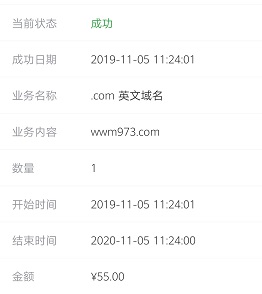 当前状态 成功
成功日期 2019-11-05 11:24:01
业务名称 .com 英文域名
业务内容 wwm973.com
数量 1
开始时间 2019-11-05 11:24:01
结束时间 2020-11-05 11:24:00
金额 ¥55.00